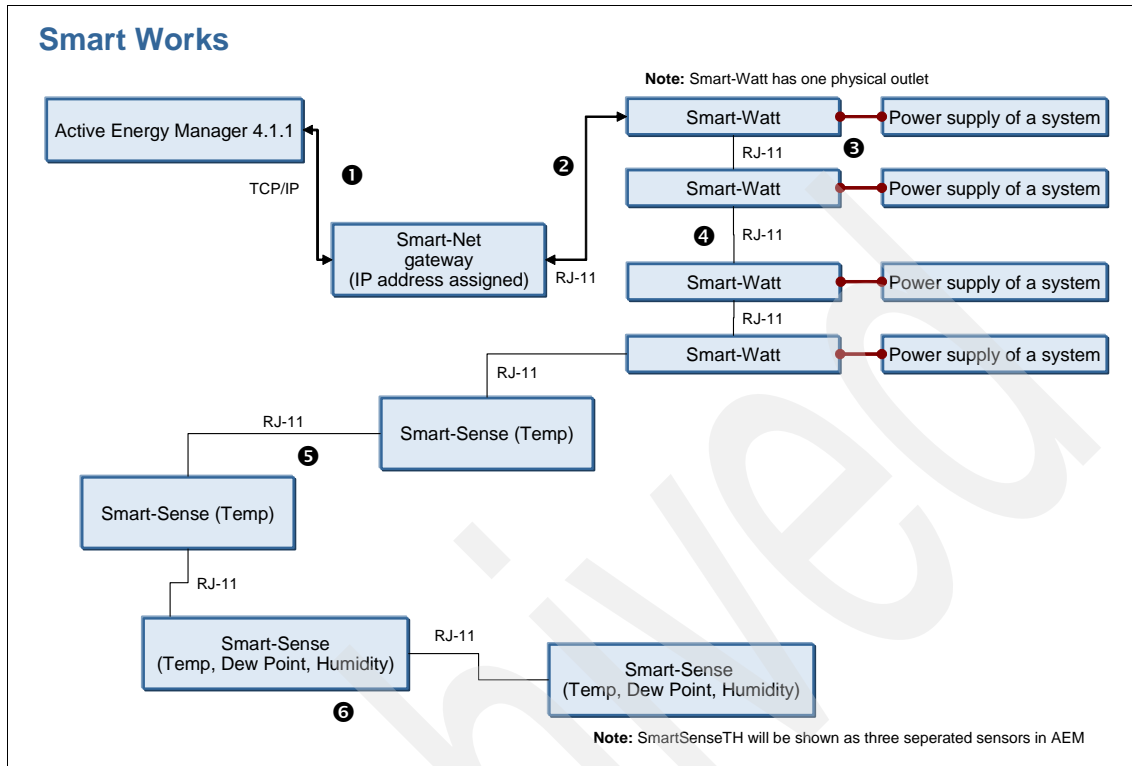 Smart Works
Note: Smart-Watt has one physical outlet
Active Energy Manager 4.1.1
TCP/IP
❶
Smart-Net
gateway
(IP address assigned)
RJ-11
❷
Smart-Watt
❸
Power supply of a system
RJ-11
Smart-Watt
Power supply of a system
❹
RJ-11
Smart-Watt
Power supply of a system
RJ-11
Smart-Watt
Power supply of a system
RJ-11
Smart-Sense (Temp)
RJ-11
❺
Smart-Sense (Temp)
RJ-11
Smart-Sense
(Temp, Dew Point, Humidity)
❻
RJ-11
Smart-Sense
(Temp, Dew Point, Humidity)
Note: SmartSenseTH will be shown as three seperated sensors in AEM
hived